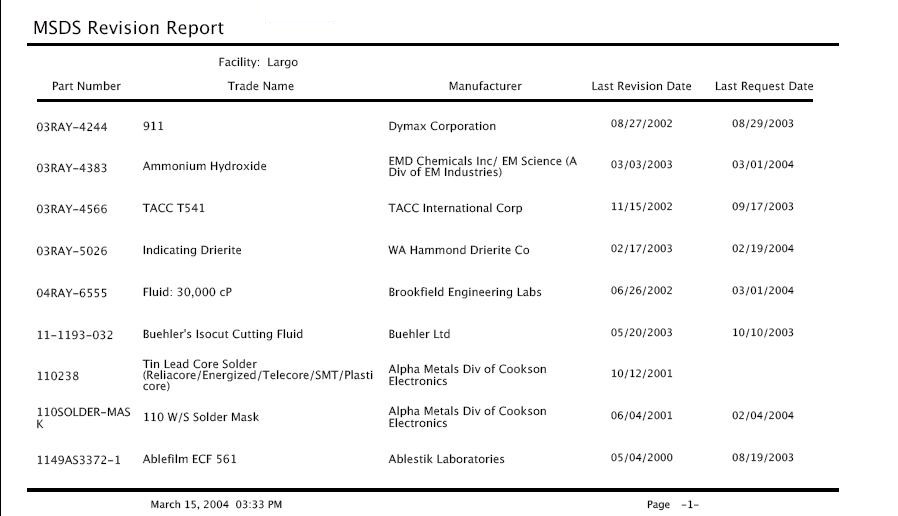 MSDS Revision Report
Facility: Largo
Part Number Trade Name Manufacturer Last Revision Date Last Request Date
03RAY-4244 911 Dymax Corporation 08/27/2002 08/29/2003
03RAY-4383 Ammonium Hydroxide EMD Chemicals Inc/ EM Science (A
Div of EM Industries) 03/03/2003 03/01/2004
03RAY-4566 TACC T541 TACC International Corp 11/15/2002 09/17/2003
03RAY-5026 Indicating Drierite WA Hammond Drierite Co 02/17/2003 02/19/2004
04RAY-6555 Fluid: 30,000 cP Brookfield Engineering Labs 06/26/2002 03/01/2004
11-1193-032 Buehler's Isocut Cutting Fluid Buehler Ltd 05/20/2003 10/10/2003
110238 Tin Lead Core Solder
(Reliacore/Energized/Telecore/SMT/Plasti
core) Alpha Metals Div of Cookson
Electronics 10/12/2001
110SOLDER-MAS
K 110 W/S Solder Mask Alpha Metals Div of Cookson
Electronics 06/04/2001 02/04/2004
1149AS3372-1 Ablefilm ECF 561 Ablestik Laboratories 05/04/2000 08/19/2003
March 15, 2004 03:33 PM Page -1-